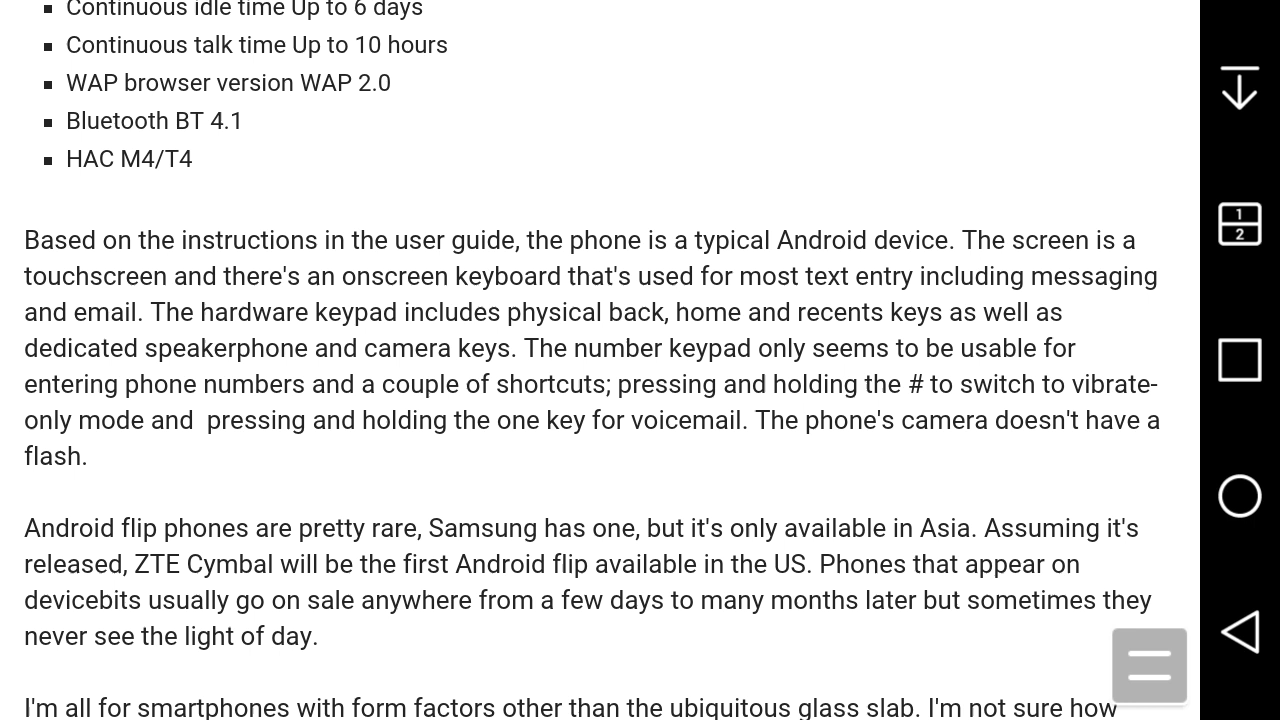 Continuous idle time Up to 6 days
Continuous talk time Up to 10 hours
WAP browser version WAP 2.0
Bluetooth BT 4.1
HAC M4/T4
Based on the instructions in the user guide, the phone is a typical Android device. The screen is a
touchscreen and there's an onscreen keyboard that's used for most text entry including messaging
and email. The hardware keypad includes physical back, home and recents keys as well as
dedicated speakerphone and camera keys. The number keypad only seems to be usable for
entering phone numbers and a couple of shortcuts; pressing and holding the # to switch to vibrate-
only mode and  pressing and holding the one key for voicemail. The phone's camera doesn't have a
flash.
Android flip phones are pretty rare, Samsung has one, but it's only available in Asia. Assuming it's
released, ZTE Cymbal will be the first Android flip available in the US. Phones that appear on
devicebits usually go on sale anywhere from a few days to many months later but sometimes they
never see the light of day.
I'm all for smartphones with form factors other than the ubiquitous glass slab. I'm not sure how
1
2